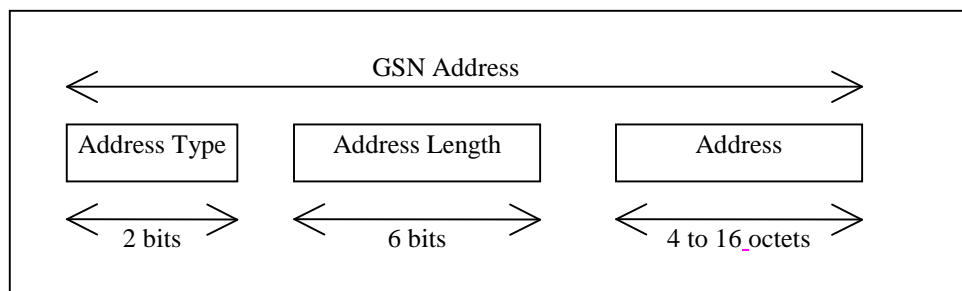 GSN Address
Address Type Address Length Address
2 bits 6 bits 4 to 16 octets